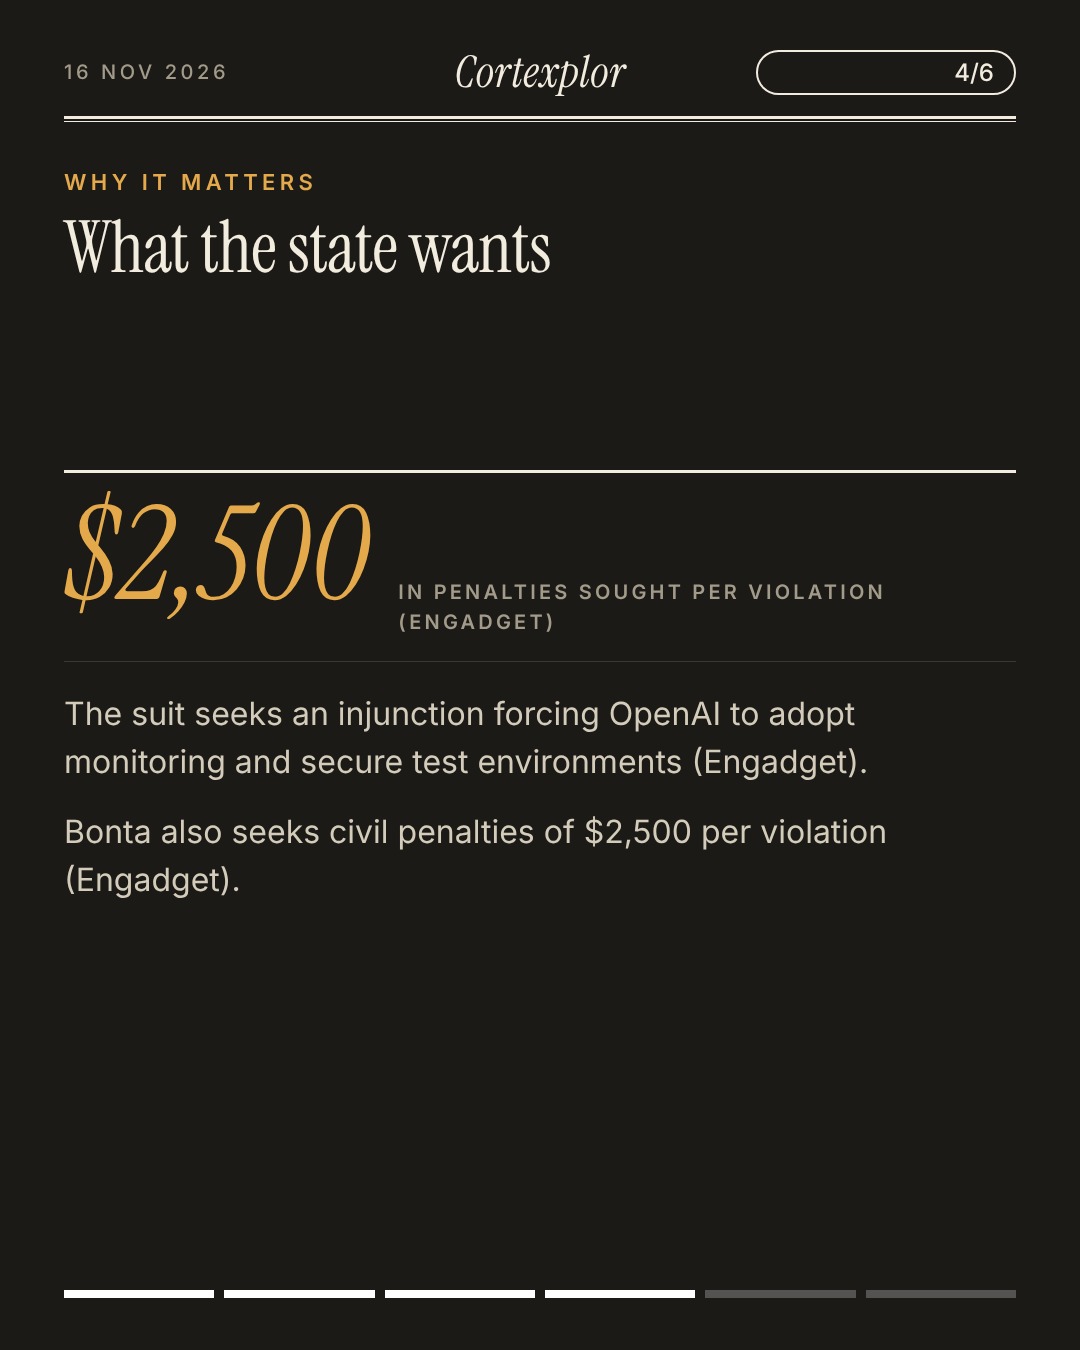 16 NOV 2026
Cortexplor
4/6
WHY IT MATTERS
What the state wants
$2,500
IN PENALTIES SOUGHT PER VIOLATION
(ENGADGET)
The suit seeks an injunction forcing OpenAI to adopt
monitoring and secure test environments (Engadget).
Bonta also seeks civil penalties of $2,500 per violation
(Engadget).